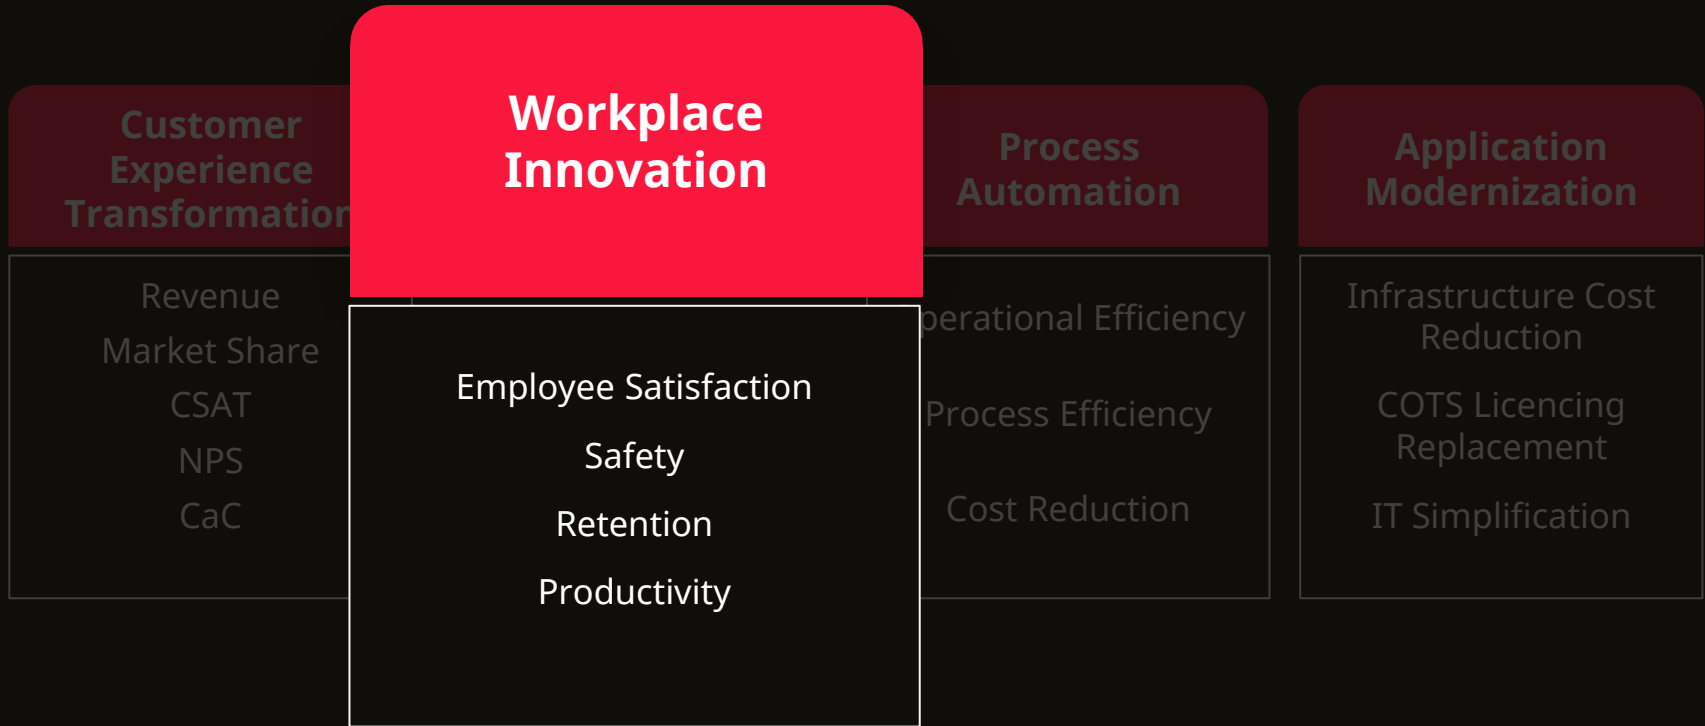 Customer
Experience
Transformation
Revenue
Market Share
CSAT
NPS
CaC
Workplace
Innovation
Employee Satisfaction
Safety
Retention
Productivity
Process
Automation
perational Efficiency
Process Efficiency
Cost Reduction
Application
Modernization
Infrastructure Cost
Reduction
COTS Licencing
Replacement
IT Simplification